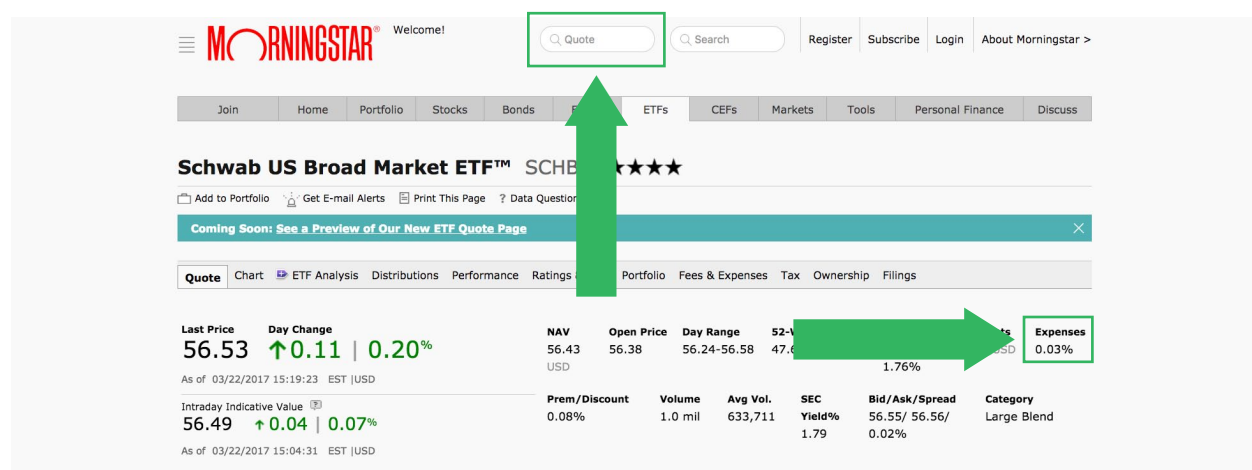 MORNINGSTAR® Welcome! Quote Search Register Subscribe Login About Morningstar >
Join Home Portfolio Stocks Bonds ETFs CEFs Markets Tools Personal Finance Discuss
Schwab US Broad Market ETF™ SCHB ★★★★
Add to Portfolio Get E-mail Alerts Print This Page ? Data Question
Coming Soon: See a Preview of Our New ETF Quote Page
Quote Chart ETF Analysis Distributions Performance Ratings Portfolio Fees & Expenses Tax Ownership Filings
Last Price Day Change NAV Open Price Day Range Expenses
56.53 ↑0.11 | 0.20% 56.43 56.38 56.24-56.58 0.03%
USD 1.76%
As of 03/22/2017 15:19:23 EST |USD
Intraday Indicative Value Prem/Discount Volume Avg Vol. SEC Bid/Ask/Spread Category
56.49 ↑0.04 | 0.07% 0.08% 1.0 mil 633,711 Yield% 56.55/ 56.56/ Large Blend
1.79 0.02%
As of 03/22/2017 15:04:31 EST |USD